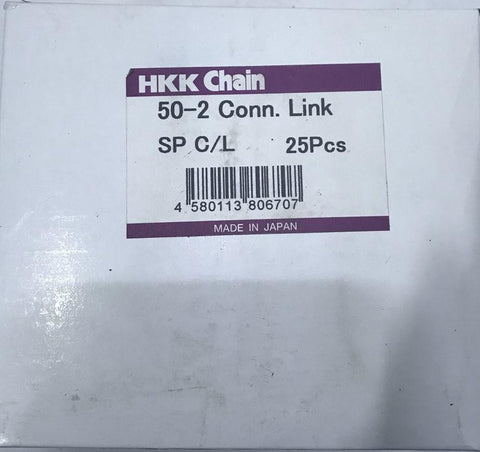 HKK Chain
50-2 Conn. Link
SP C/L 25Pcs
4 580113 806707
MADE IN JAPAN